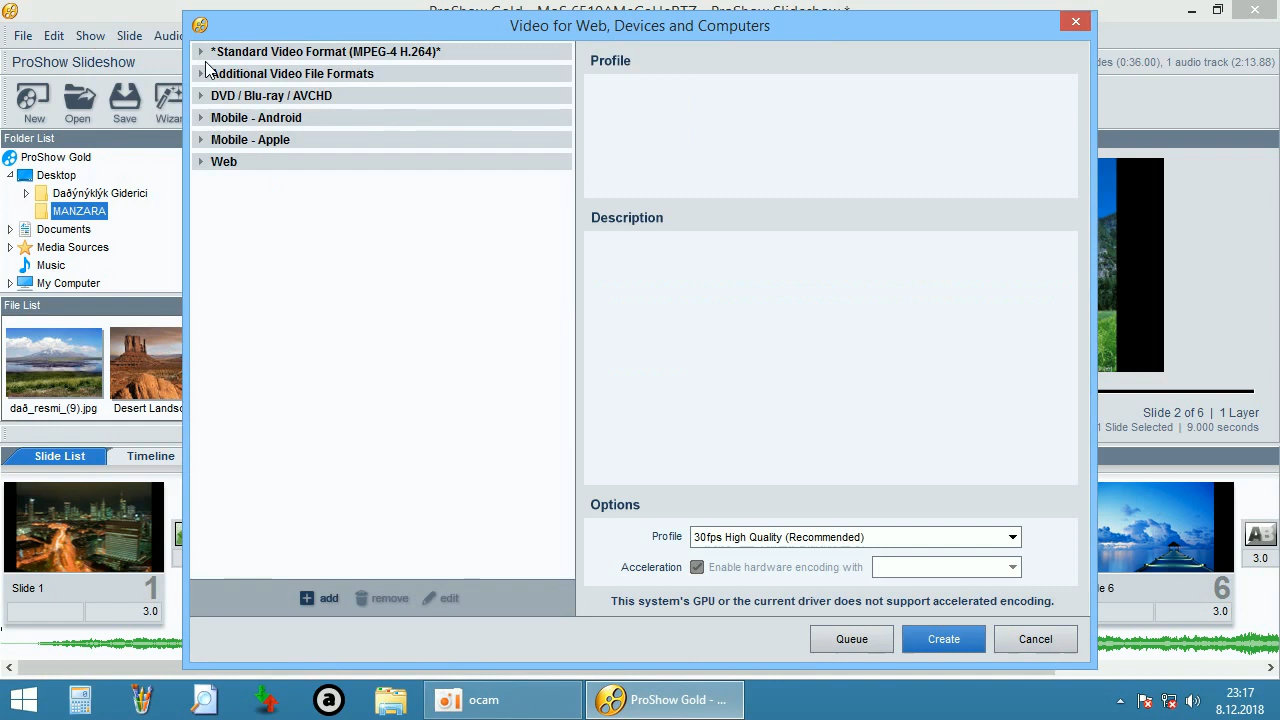 ProShow Gold - MoS-6510AMcGeHoRTZ - ProShow Slideshow *
Video for Web, Devices and Computers
File Edit Show Slide Audio
ProShow Slideshow
des (0:36.00), 1 audio track (2:13.88)
New Open Save Wiza
Folder List
ProShow Gold
Desktop
Daðýnýklýk Giderici
MANZARA
Documents
Media Sources
Music
My Computer
File List
dað_resmi_(9).jpg Desert Landsc
*Standard Video Format (MPEG-4 H.264)*
Additional Video File Formats
DVD / Blu-ray / AVCHD
Mobile - Android
Mobile - Apple
Web
add remove edit
Profile
Description
Options
Profile 30fps High Quality (Recommended)
Acceleration Enable hardware encoding with
This system's GPU or the current driver does not support accelerated encoding.
Queue Create Cancel
Slide 2 of 6 | 1 Layer
1 Slide Selected | 9.000 seconds
Slide List Timeline
Slide 1 1
3.0
AB
3.0
e 6 6
3.0
ocam
ProShow Gold - ...
23:17
8.12.2018